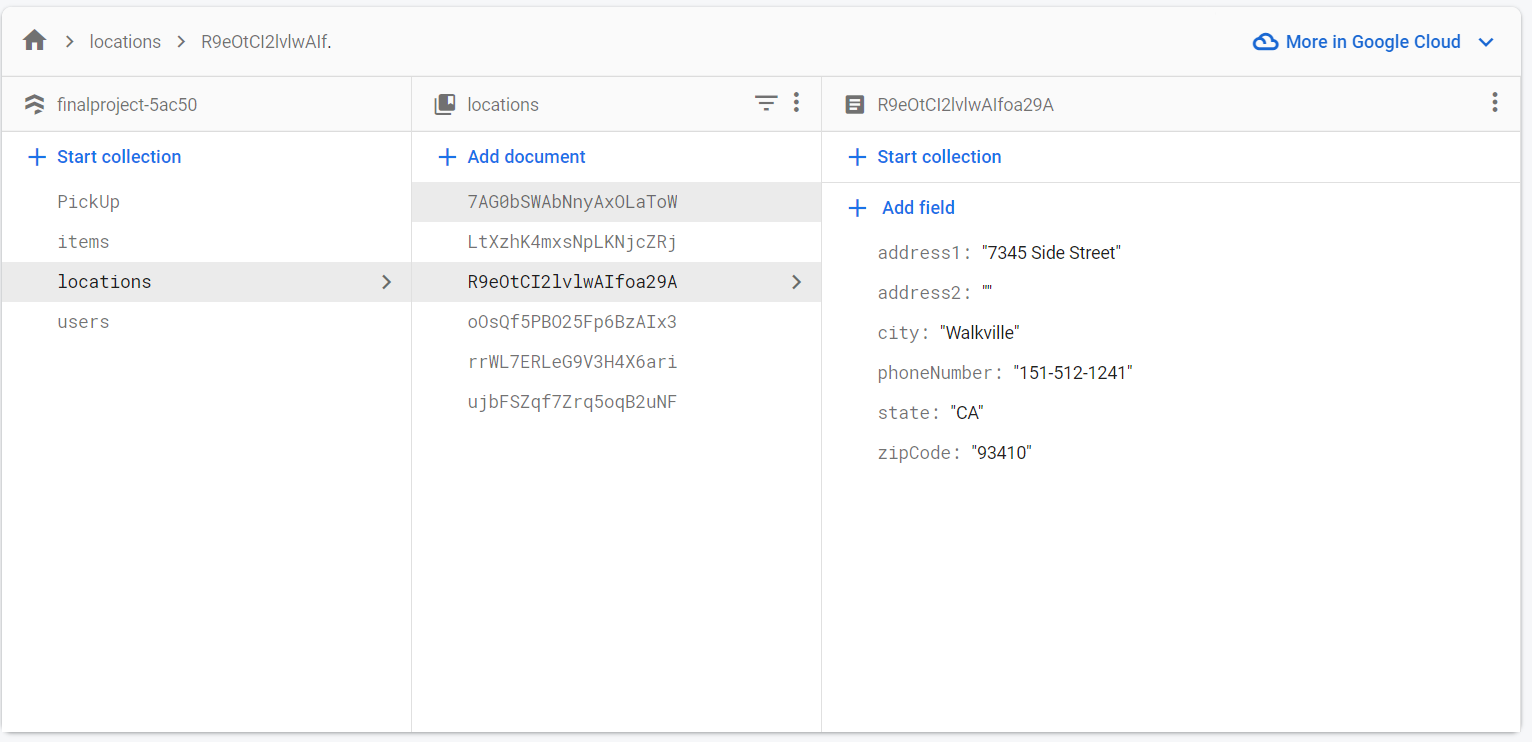 locations R9eOtCI2lvlwAIf. More in Google Cloud
finalproject-5ac50
Start collection
PickUp
items
locations
users
locations
Add document
7AG0bSWAbNnyAxOLaToW
LtXzhK4mxsNpLKNjcZRj
R9eOtCI2lvlwAIfoa29A
oOsQf5PBO25Fp6BzAIx3
rrWL7ERLeG9V3H4X6ari
ujbFSZqf7Zrq5oqB2uNF
R9eOtCI2lvlwAIfoa29A
Start collection
Add field
address1: "7345 Side Street"
address2: ""
city: "Walkville"
phoneNumber: "151-512-1241"
state: "CA"
zipCode: "93410"